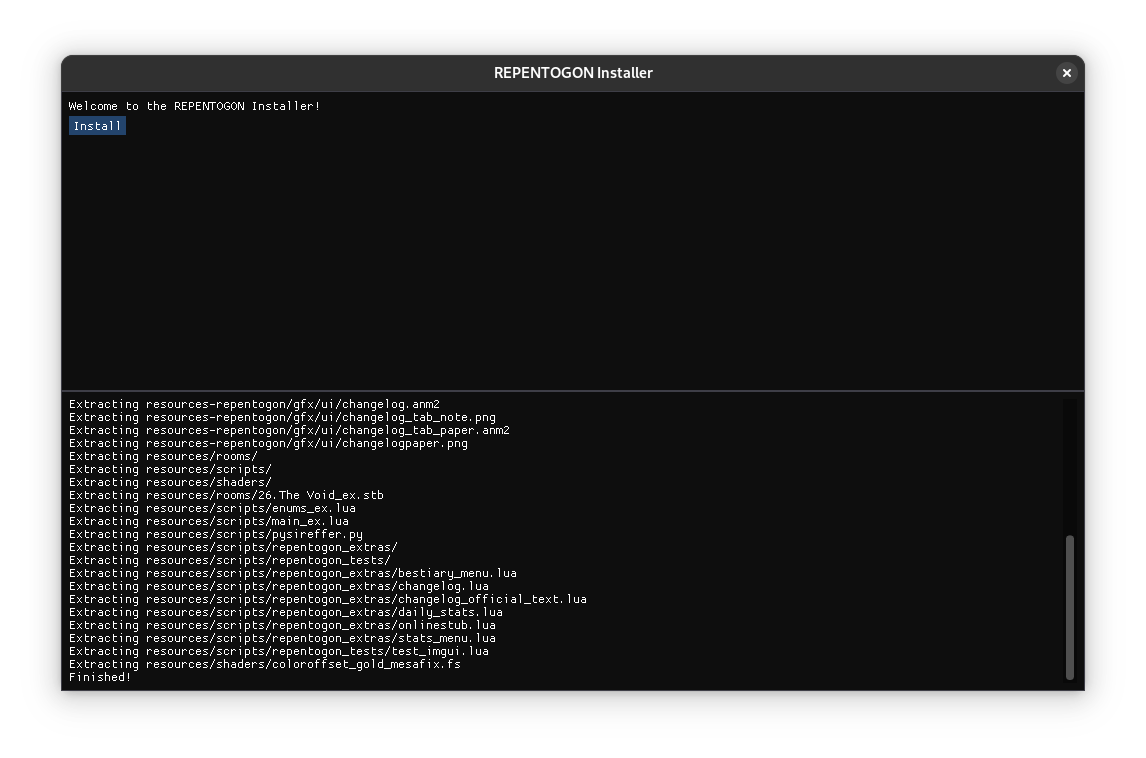 REPENTOGON Installer
Welcome to the REPENTOGON Installer!
Install
Extracting resources-repentogon/gfx/ui/changelog.anm2
Extracting resources-repentogon/gfx/ui/changelog_tab_note.png
Extracting resources-repentogon/gfx/ui/changelog_tab_paper.anm2
Extracting resources-repentogon/gfx/ui/changelogpaper.png
Extracting resources/rooms/
Extracting resources/scripts/
Extracting resources/shaders/
Extracting resources/rooms/26.The Void_ex.stb
Extracting resources/scripts/enums_ex.lua
Extracting resources/scripts/main_ex.lua
Extracting resources/scripts/pysireffer.py
Extracting resources/scripts/repentogon_extras/
Extracting resources/scripts/repentogon_tests/
Extracting resources/scripts/repentogon_extras/bestiary_menu.lua
Extracting resources/scripts/repentogon_extras/changelog.lua
Extracting resources/scripts/repentogon_extras/changelog_official_text.lua
Extracting resources/scripts/repentogon_extras/daily_stats.lua
Extracting resources/scripts/repentogon_extras/onlinestub.lua
Extracting resources/scripts/repentogon_extras/stats_menu.lua
Extracting resources/scripts/repentogon_tests/test_imgui.lua
Extracting resources/shaders/coloroffset_gold_mesafix.fs
Finished!